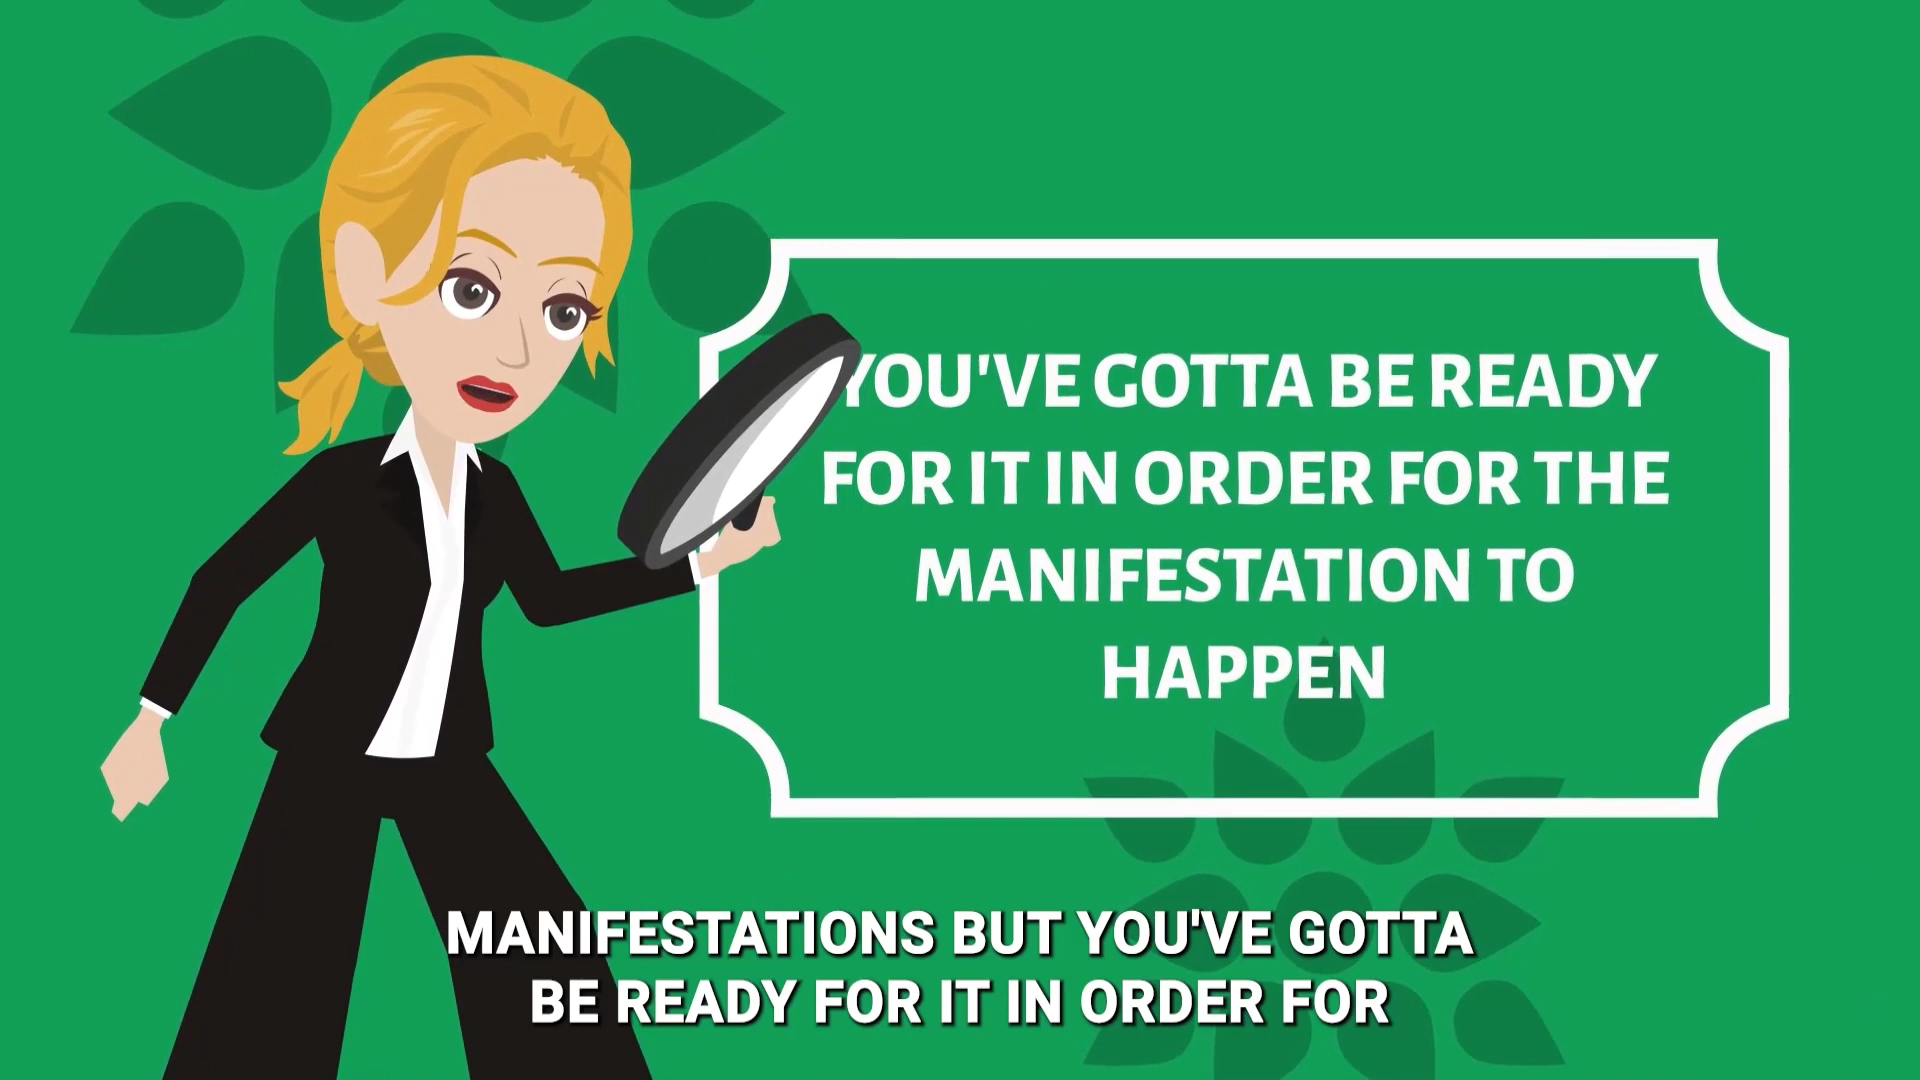 YOU'VE GOTTA BE READY
FOR IT IN ORDER FOR THE
MANIFESTATION TO
HAPPEN
MANIFESTATIONS BUT YOU'VE GOTTA
BE READY FOR IT IN ORDER FOR